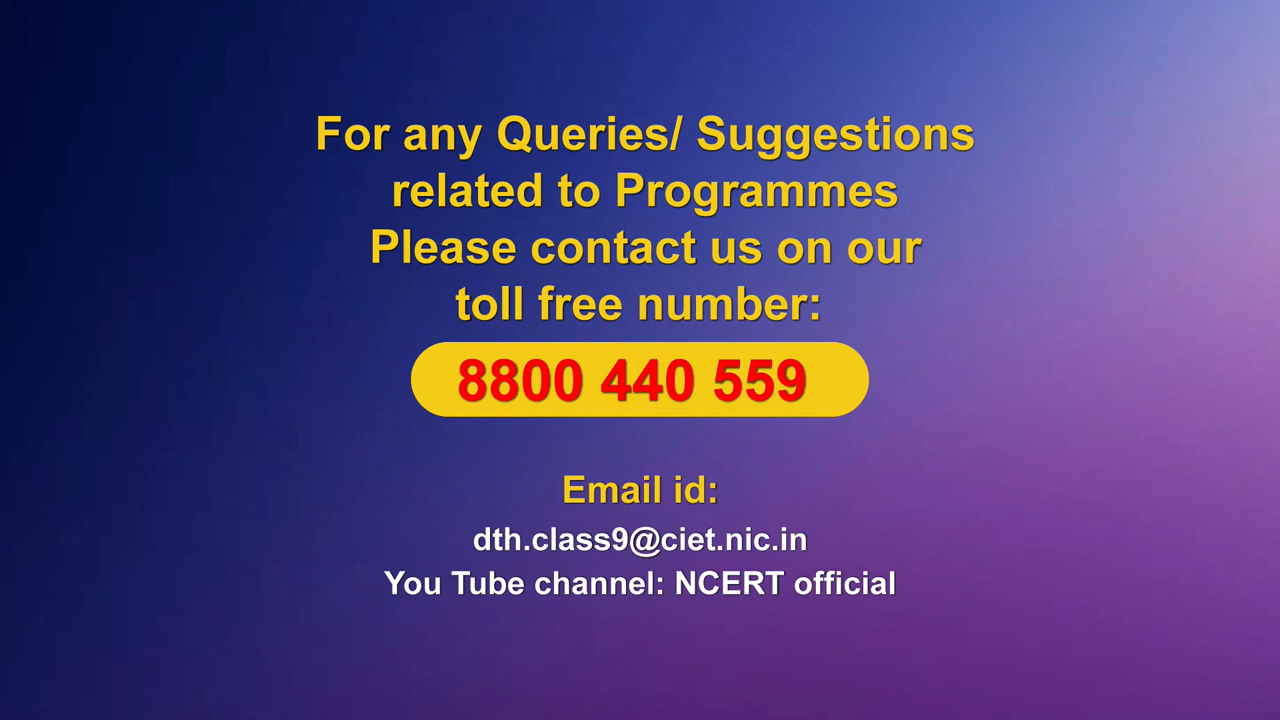 For any Queries/ Suggestions
related to Programmes
Please contact us on our
toll free number:
8800 440 559
Email id:
dth.class9@ciet.nic.in
You Tube channel: NCERT official